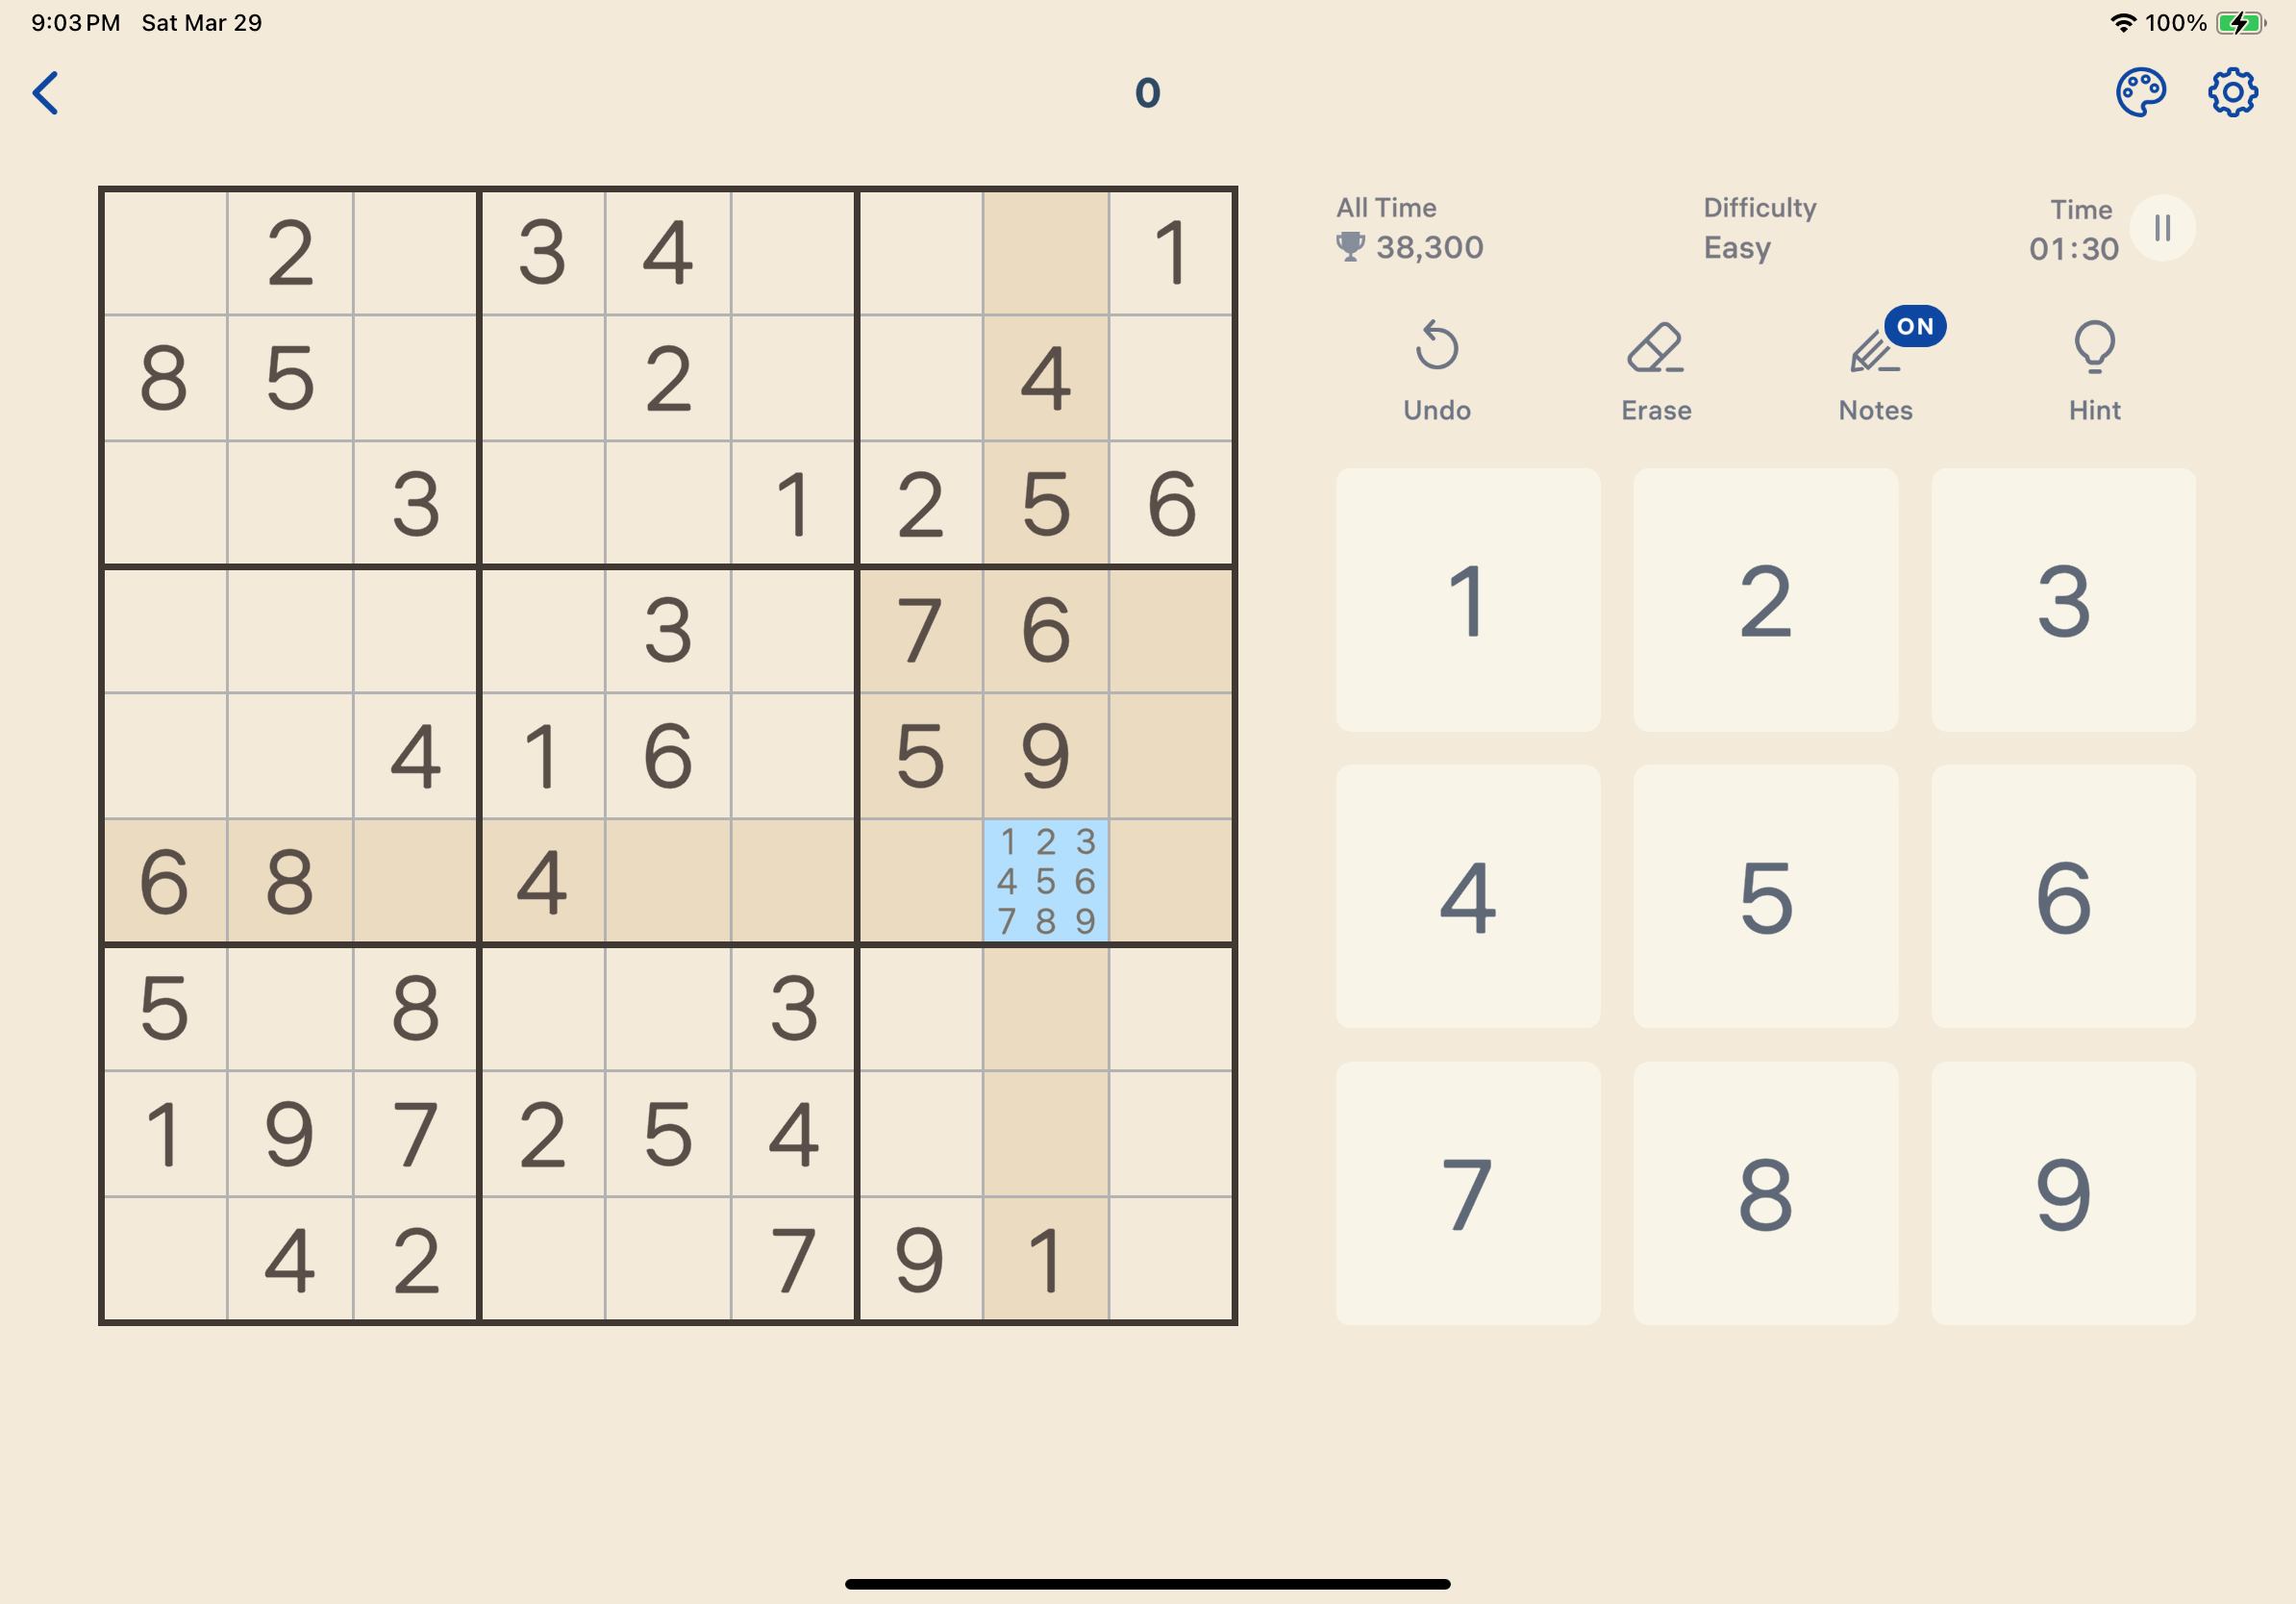 9:03 PM Sat Mar 29 100%
0
All Time Difficulty Time
38,300 Easy 01:30
ON
Undo Erase Notes Hint
2 3 4 1
8 5 2 4
3 1 2 5 6
3 7 6
4 1 6 5 9
1 2 3
4 5 6
7 8 9
6 8 4
5 8 3
1 9 7 2 5 4
4 2 7 9 1
1 2 3
4 5 6
7 8 9